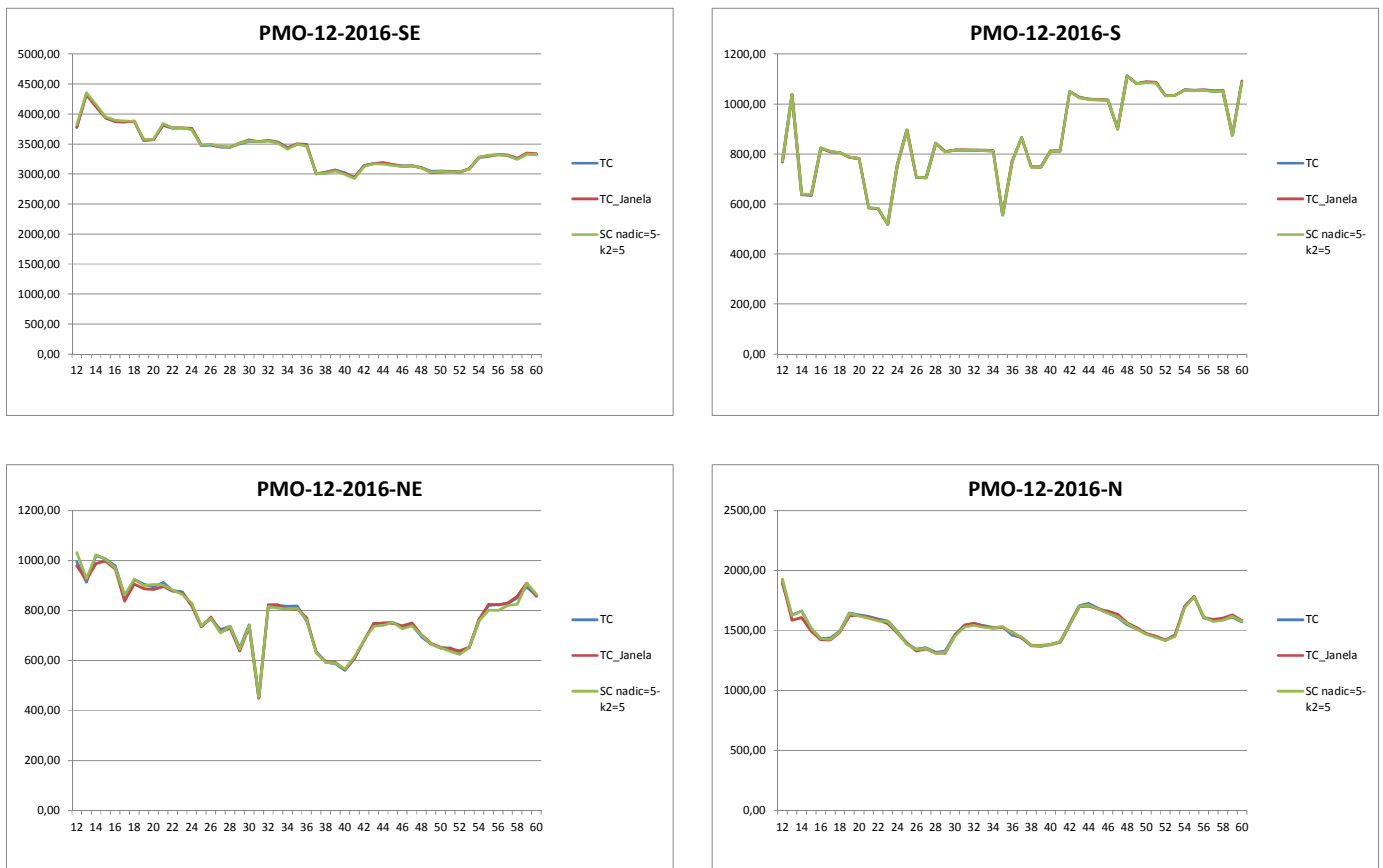 PMO-12-2016-SE
5000,00
4500,00
4000,00
3500,00
3000,00
2500,00
2000,00
1500,00
1000,00
500,00
0,00
12 14 16 18 20 22 24 26 28 30 32 34 36 38 40 42 44 46 48 50 52 54 56 58 60
TC
TC_Janela
SC nadic=5-
k2=5
PMO-12-2016-S
1200,00
1000,00
800,00
600,00
400,00
200,00
0,00
12 14 16 18 20 22 24 26 28 30 32 34 36 38 40 42 44 46 48 50 52 54 56 58 60
TC
TC_Janela
SC nadic=5-
k2=5
PMO-12-2016-NE
1200,00
1000,00
800,00
600,00
400,00
200,00
0,00
12 14 16 18 20 22 24 26 28 30 32 34 36 38 40 42 44 46 48 50 52 54 56 58 60
TC
TC_Janela
SC nadic=5-
k2=5
PMO-12-2016-N
2500,00
2000,00
1500,00
1000,00
500,00
0,00
12 14 16 18 20 22 24 26 28 30 32 34 36 38 40 42 44 46 48 50 52 54 56 58 60
TC
TC_Janela
SC nadic=5-
k2=5